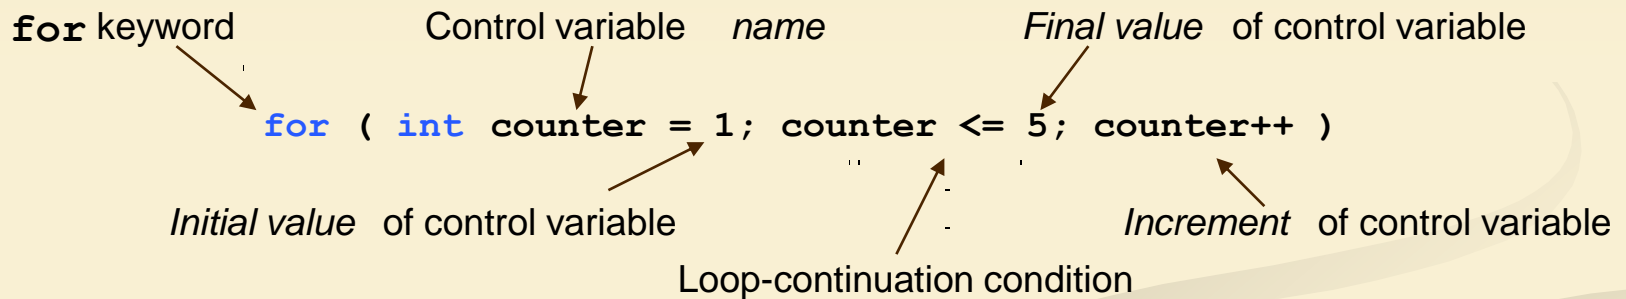 for keyword Control variable name Final value of control variable
for ( int counter = 1; counter <= 5; counter++ )
Initial value of control variable Increment of control variable
Loop-continuation condition